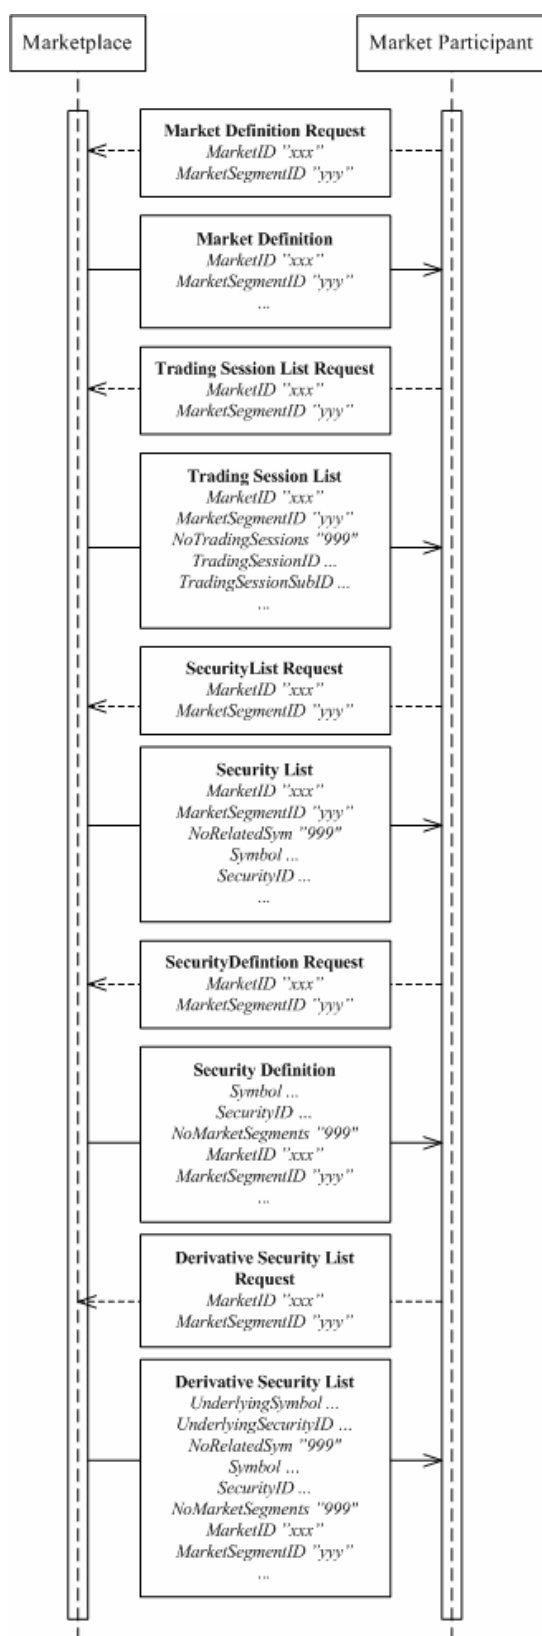 Marketplace
Market Participant
Market Definition Request
MarketID "xxx"
MarketSegmentID "yyy"
Market Definition
MarketID "xxx"
MarketSegmentID "yyy"
...
Trading Session List Request
MarketID "xxx"
MarketSegmentID "yyy"
Trading Session List
MarketID "xxx"
MarketSegmentID "yyy"
NoTradingSessions "999"
TradingSessionID ...
TradingSessionSubID ...
...
SecurityList Request
MarketID "xxx"
MarketSegmentID "yyy"
Security List
MarketID "xxx"
MarketSegmentID "yyy"
NoRelatedSym "999"
Symbol ...
SecurityID ...
...
SecurityDefintion Request
MarketID "xxx"
MarketSegmentID "yyy"
Security Definition
Symbol ...
SecurityID ...
NoMarketSegments "999"
MarketID "xxx"
MarketSegmentID "yyy"
...
Derivative Security List
Request
MarketID "xxx"
MarketSegmentID "yyy"
Derivative Security List
UnderlyingSymbol ...
UnderlyingSecurityID ...
NoRelatedSym "999"
Symbol ...
SecurityID ...
NoMarketSegments "999"
MarketID "xxx"
MarketSegmentID "yyy"
...